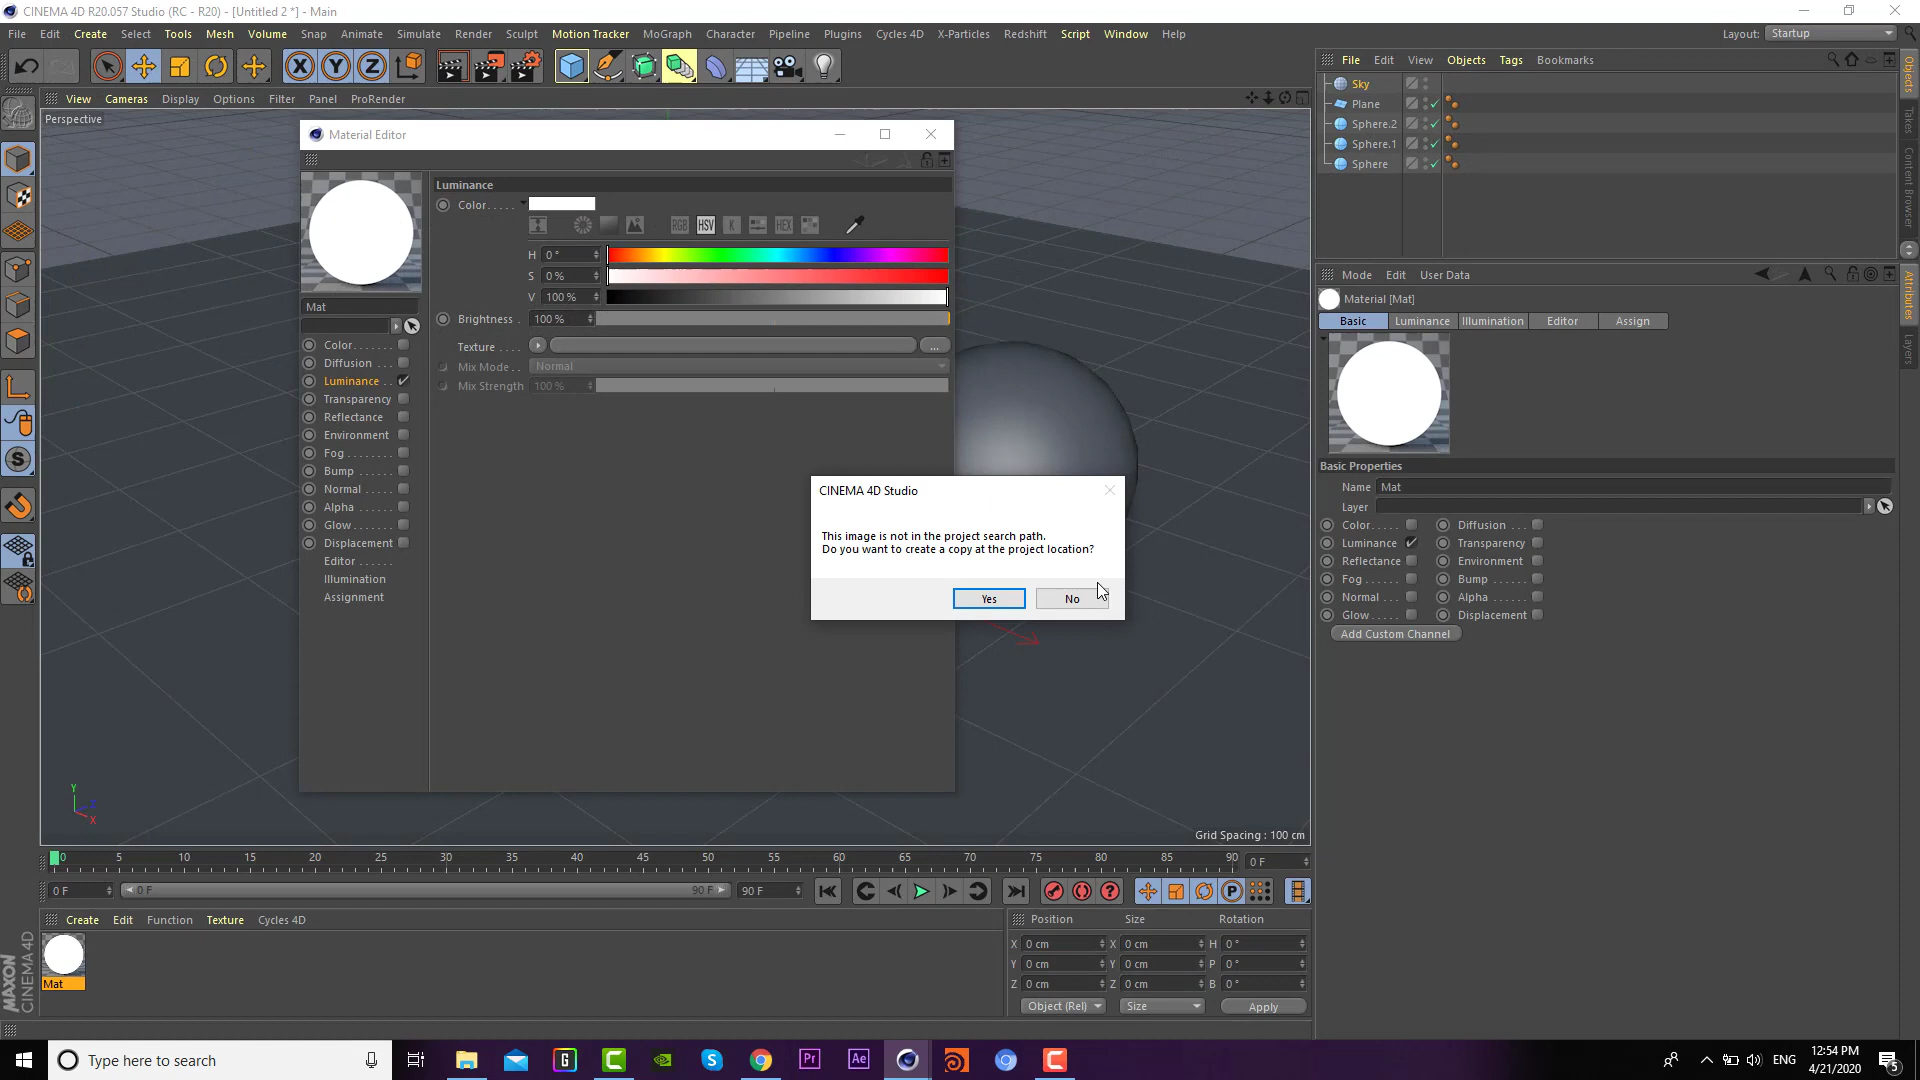 CINEMA 4D R20.057 Studio (RC - R20) - [Untitled 2 *] - Main
File Edit Create Select Tools Mesh Volume Snap Animate Simulate Render Sculpt Motion Tracker MoGraph Character Pipeline Plugins Cycles 4D X-Particles Redshift Script Window Help Layout: Startup
X Y Z
File Edit View Objects Tags Bookmarks
View Cameras Display Options Filter Panel ProRender
Perspective
Sky
Plane
Sphere.2
Sphere.1
Sphere
Objects
Takes
Content Browser
Attributes
Layers
Material Editor
Luminance
Color.....
RGB HSV K HEX
H 0 °
S 0 %
V 100 %
Brightness . 100 %
Texture ....
...
Mix Mode.. Normal
Mix Strength 100 %
Mat
Color.......
Diffusion ...
Luminance ..
Transparency
Reflectance
Environment
Fog ........
Bump ......
Normal .....
Alpha ......
Glow.......
Displacement
Editor ......
Illumination
Assignment
CINEMA 4D Studio
This image is not in the project search path.
Do you want to create a copy at the project location?
Yes No
Mode Edit User Data
Material [Mat]
Basic Luminance Illumination Editor Assign
Basic Properties
Name Mat
Layer
Color..... Diffusion ...
Luminance Transparency
Reflectance Environment
Fog ...... Bump ......
Normal ... Alpha ......
Glow..... Displacement
Add Custom Channel
Y
Z
X
Grid Spacing : 100 cm
0 5 10 15 20 25 30 35 40 45 50 55 60 65 70 75 80 85 90 0 F
0 F 0 F 90 F 90 F
P
Create Edit Function Texture Cycles 4D
Mat
MAXON
CINEMA 4D
Position Size Rotation
X 0 cm X 0 cm H 0 °
Y 0 cm Y 0 cm P 0 °
Z 0 cm Z 0 cm B 0 °
Object (Rel) Size Apply
Type here to search
G
Pr
Ae
ENG
12:54 PM
4/21/2020
5